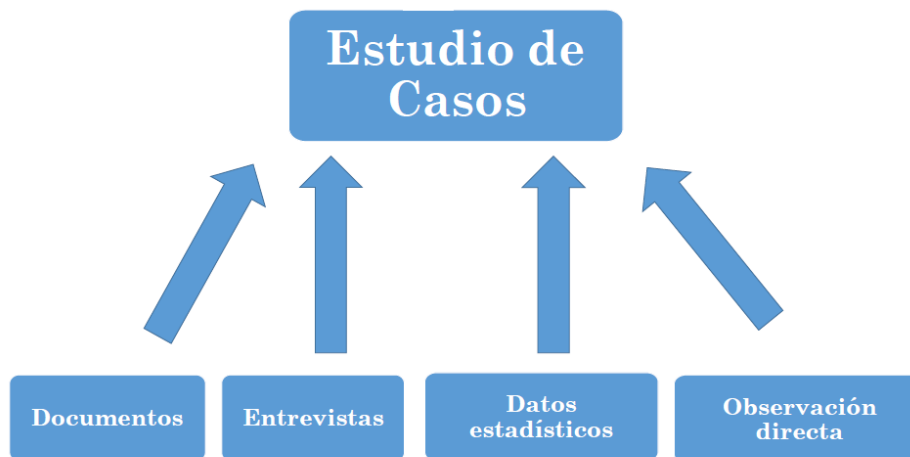 Estudio de
Casos
Documentos
Entrevistas
Datos
estadísticos
Observación
directa